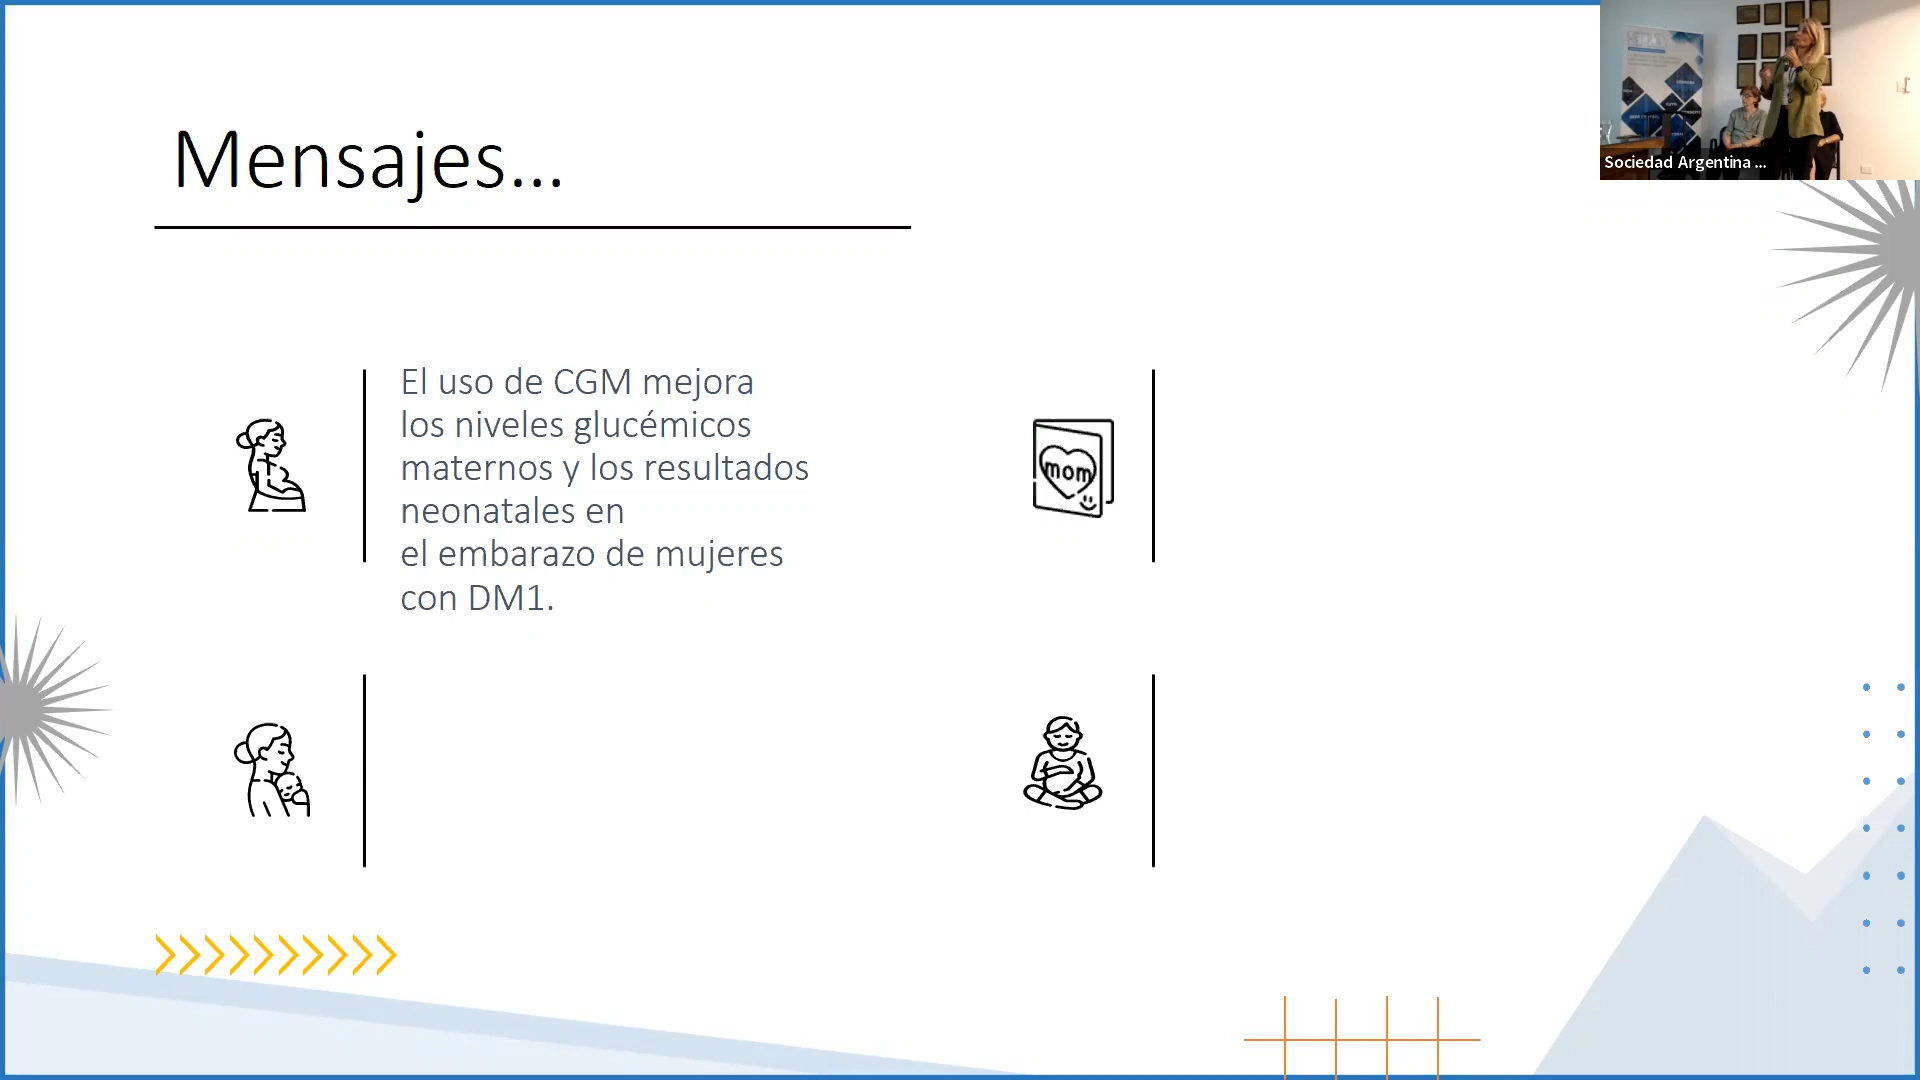 Mensajes...
El uso de CGM mejora
los niveles glucémicos
maternos y los resultados
neonatales en
el embarazo de mujeres
con DM1.
mom
Sociedad Argentina ...